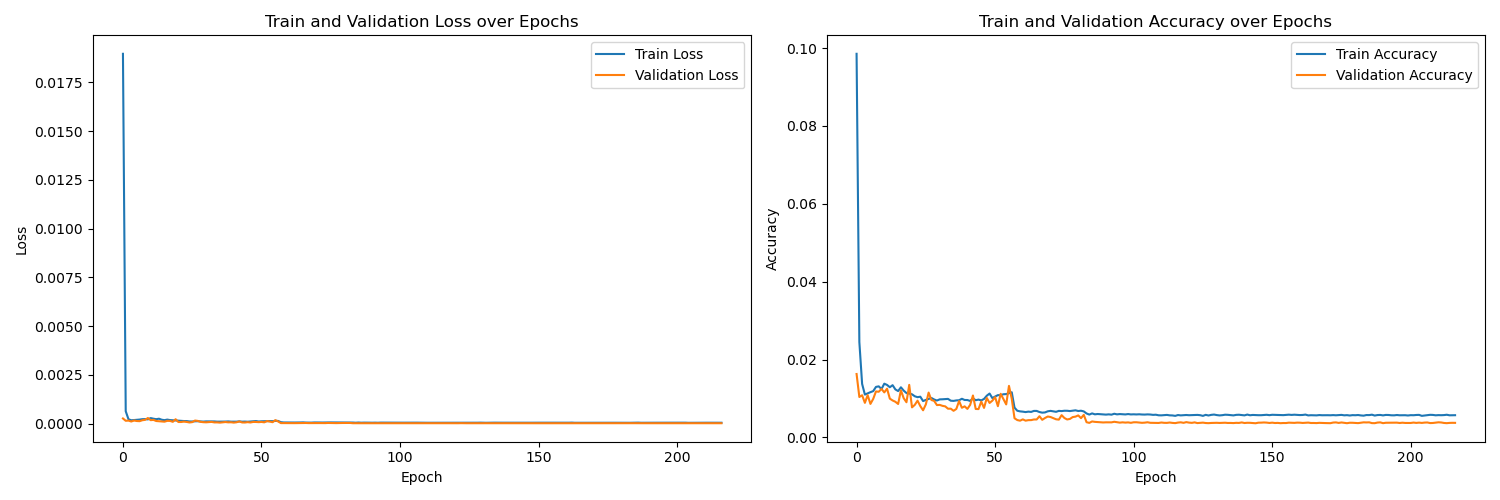 Train and Validation Loss over Epochs
Train Loss
Validation Loss
0.0175
0.0150
0.0125
0.0100
0.0075
0.0050
0.0025
0.0000
Loss
0 50 100 150 200
Epoch
Train and Validation Accuracy over Epochs
Train Accuracy
Validation Accuracy
0.10
0.08
0.06
0.04
0.02
0.00
Accuracy
0 50 100 150 200
Epoch